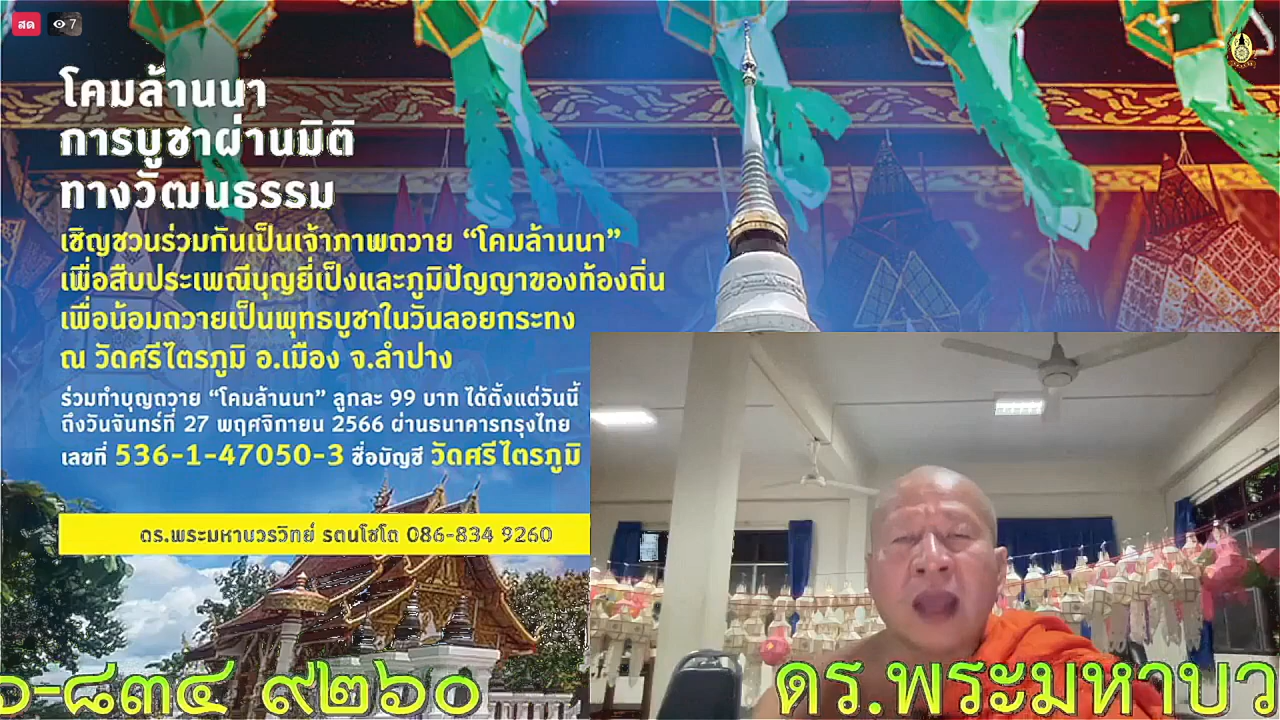 สด 7
โคมล้านนา
การบูชาผ่านมิติ
ทางวัฒนธรรม
เชิญชวนร่วมกันเป็นเจ้าภาพถวาย “โคมล้านนา”
เพื่อสืบประเพณีบุญยี่เป็งและภูมิปัญญาของท้องถิ่น
เพื่อน้อมถวายเป็นพุทธบูชาในวันลอยกระทง
ณ วัดศรีไตรภูมิ อ.เมือง จ.ลำปาง
ร่วมทำบุญถวาย “โคมล้านนา” ลูกละ 99 บาท ได้ตั้งแต่วันนี้
ถึงวันจันทร์ที่ 27 พฤศจิกายน 2566 ผ่านธนาคารกรุงไทย
เลขที่ 536-1-47050-3 ชื่อบัญชี วัดศรีไตรภูมิ
ดร.พระมหาบวรวิทย์ รตนโชโต 086-834 9260
๖-๘๓๔ ๙๒๖๐ ดร.พระมหาบว